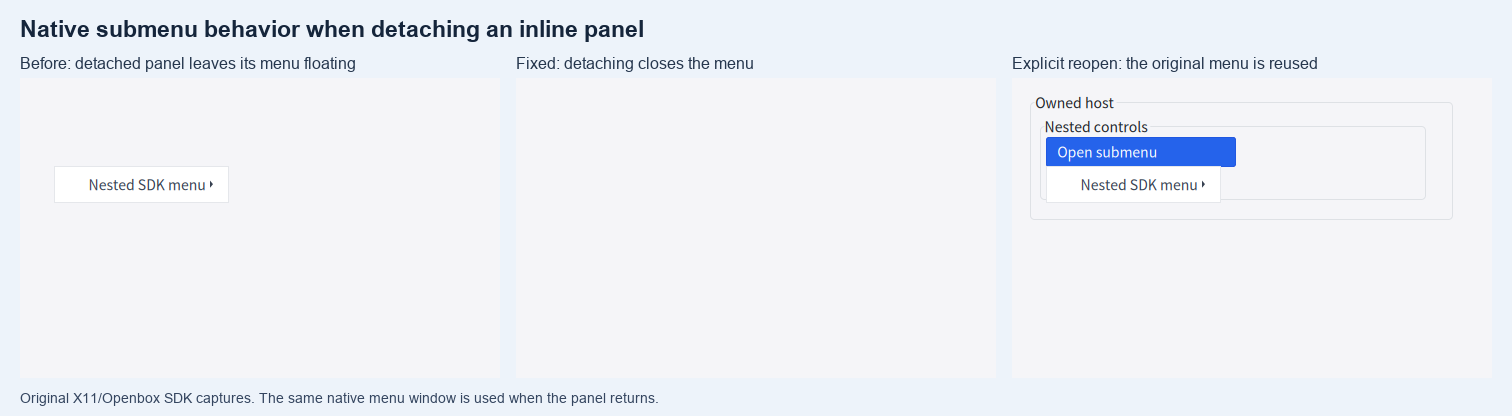 Native submenu behavior when detaching an inline panel
Before: detached panel leaves its menu floating
Nested SDK menu
Fixed: detaching closes the menu
Explicit reopen: the original menu is reused
Owned host
Nested controls
Open submenu
Nested SDK menu
Original X11/Openbox SDK captures. The same native menu window is used when the panel returns.